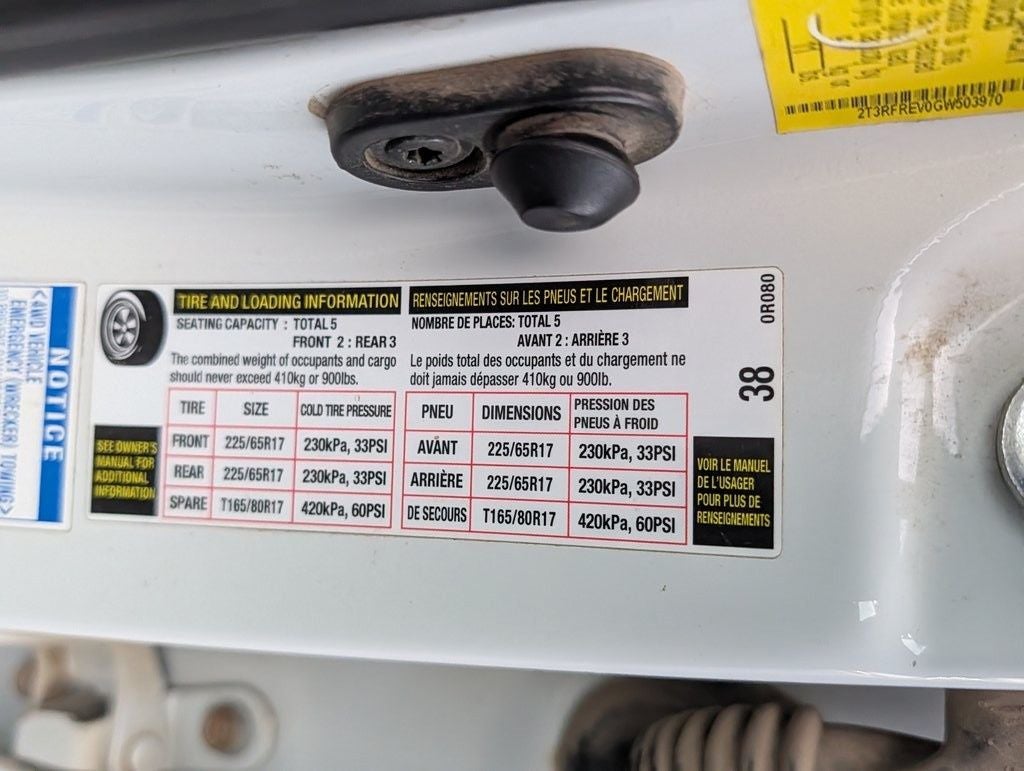 2T3RFREV0GW503970
NOTICE
<4WD VEHICLE
EMERGENCY (WRECKER) TOWING>
TIRE AND LOADING INFORMATION
SEATING CAPACITY : TOTAL 5
FRONT 2 : REAR 3
The combined weight of occupants and cargo
should never exceed 410kg or 900lbs.
TIRE SIZE COLD TIRE PRESSURE
FRONT 225/65R17 230kPa, 33PSI
REAR 225/65R17 230kPa, 33PSI
SPARE T165/80R17 420kPa, 60PSI
SEE OWNER'S
MANUAL FOR
ADDITIONAL
INFORMATION
RENSEIGNEMENTS SUR LES PNEUS ET LE CHARGEMENT
NOMBRE DE PLACES: TOTAL 5
AVANT 2 : ARRIÈRE 3
Le poids total des occupants et du chargement ne
doit jamais dépasser 410kg ou 900lb.
PNEU DIMENSIONS PRESSION DES
PNEUS À FROID
AVANT 225/65R17 230kPa, 33PSI
ARRIÈRE 225/65R17 230kPa, 33PSI
DE SECOURS T165/80R17 420kPa, 60PSI
VOIR LE MANUEL
DE L'USAGER
POUR PLUS DE
RENSEIGNEMENTS
0R080
38